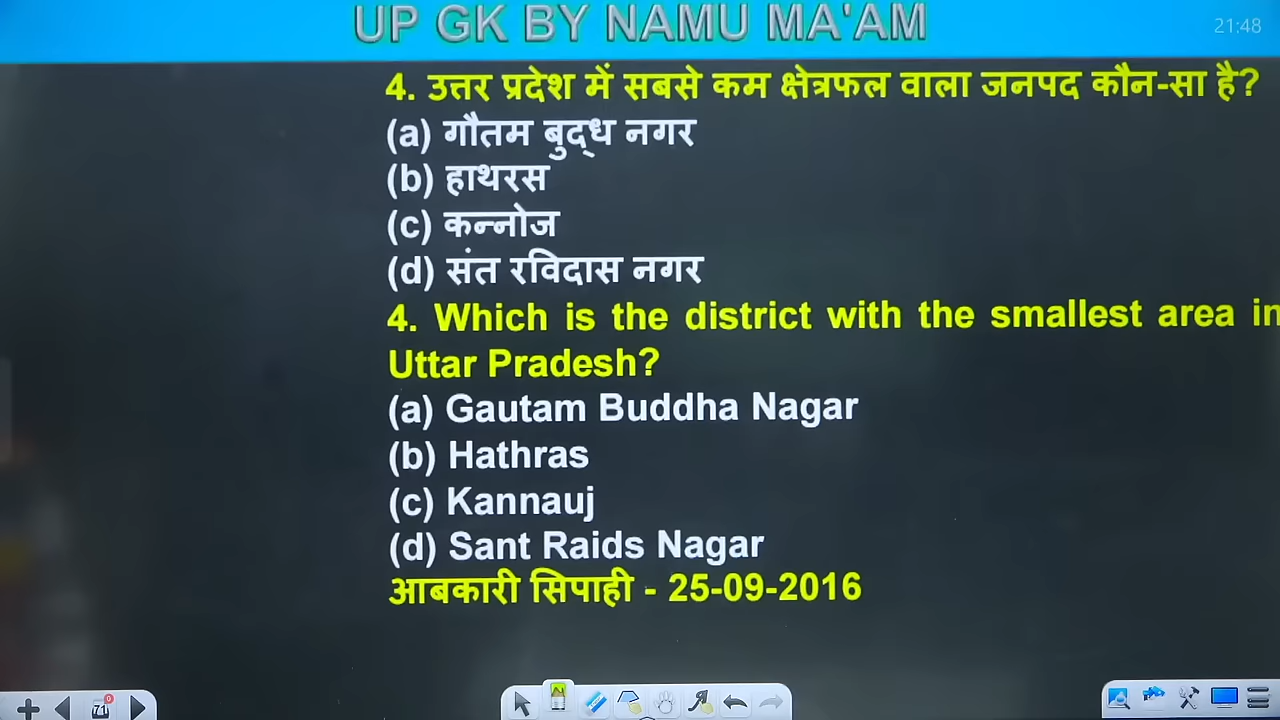 UP GK BY NAMU MA'AM
21:48
4. उत्तर प्रदेश में सबसे कम क्षेत्रफल वाला जनपद कौन-सा है?
(a) गौतम बुद्ध नगर
(b) हाथरस
(c) कन्नोज
(d) संत रविदास नगर
4. Which is the district with the smallest area in
Uttar Pradesh?
(a) Gautam Buddha Nagar
(b) Hathras
(c) Kannauj
(d) Sant Raids Nagar
आबकारी सिपाही - 25-09-2016
71